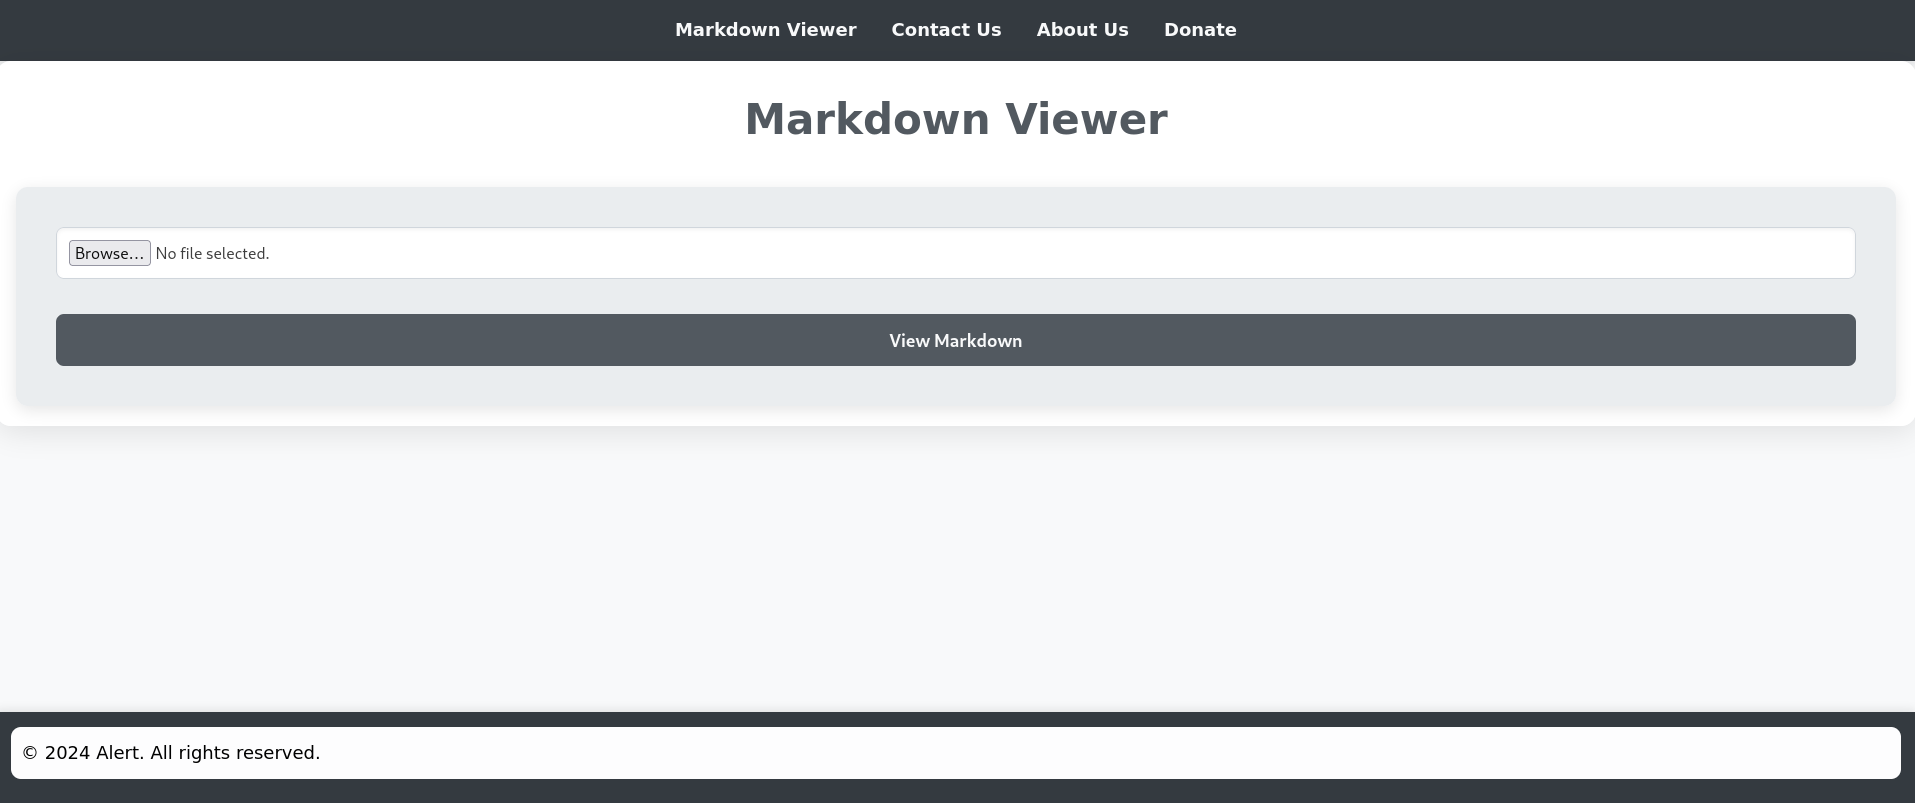 Markdown Viewer Contact Us About Us Donate
Markdown Viewer
Browse... No file selected.
View Markdown
© 2024 Alert. All rights reserved.